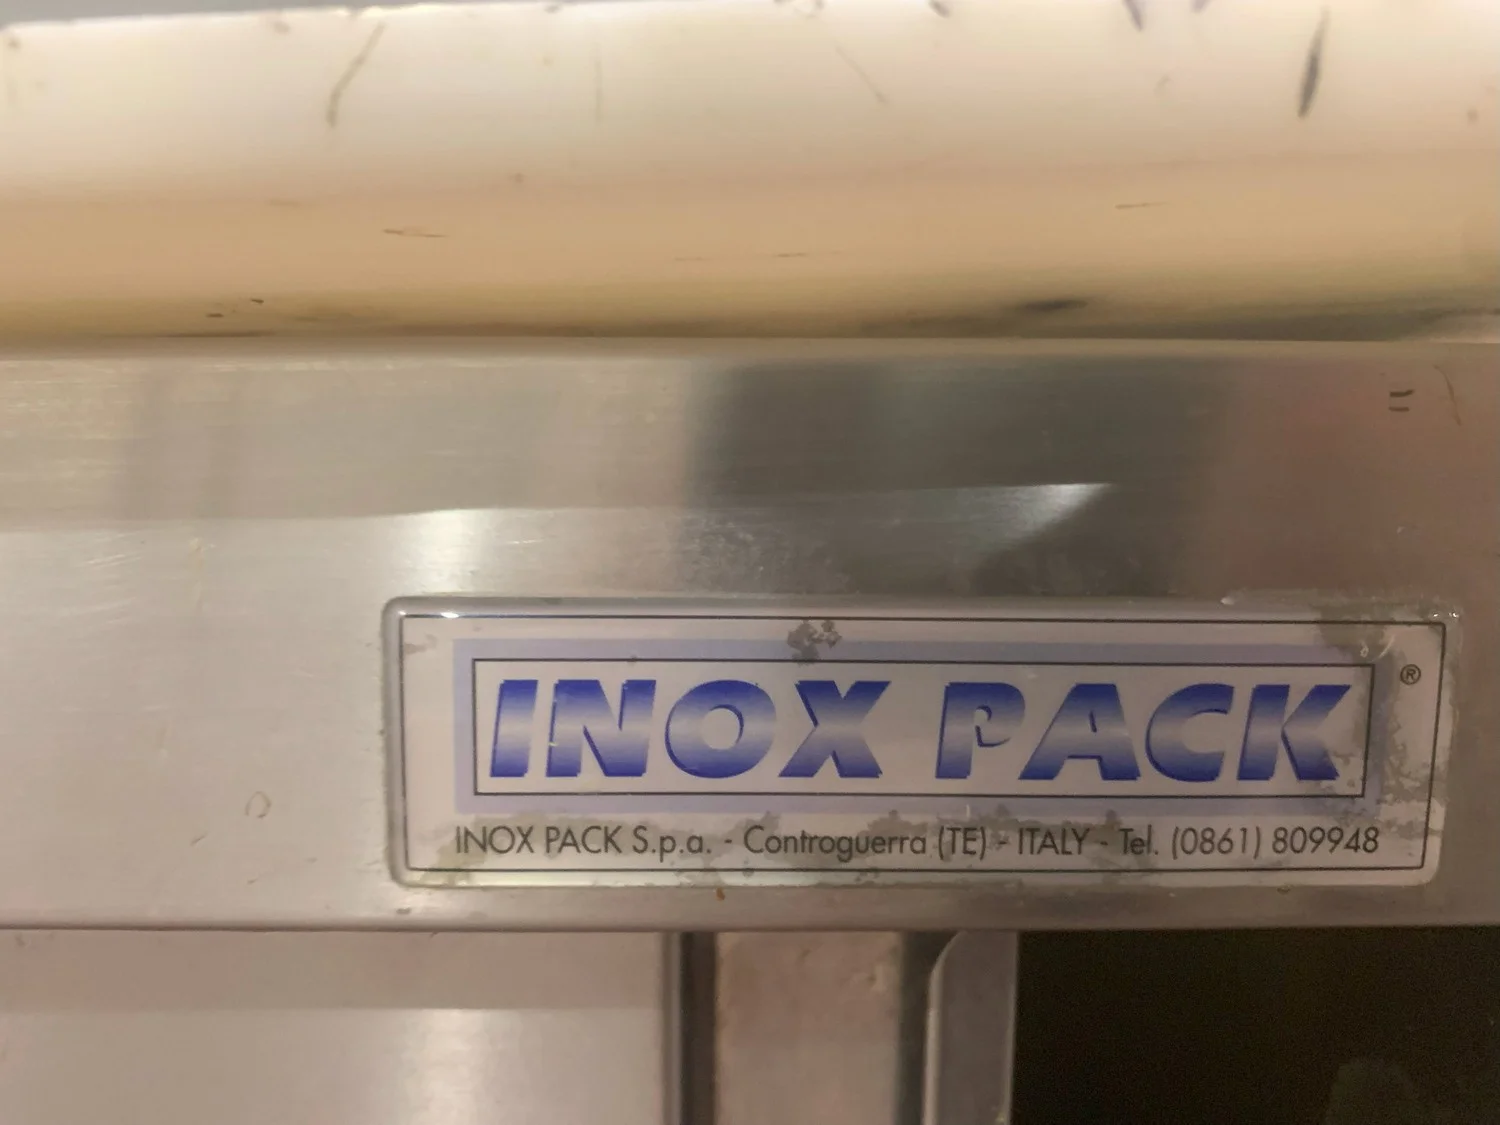 INOX PACK ®
INOX PACK S.p.a. - Controguerra (TE) - ITALY - Tel. (0861) 809948